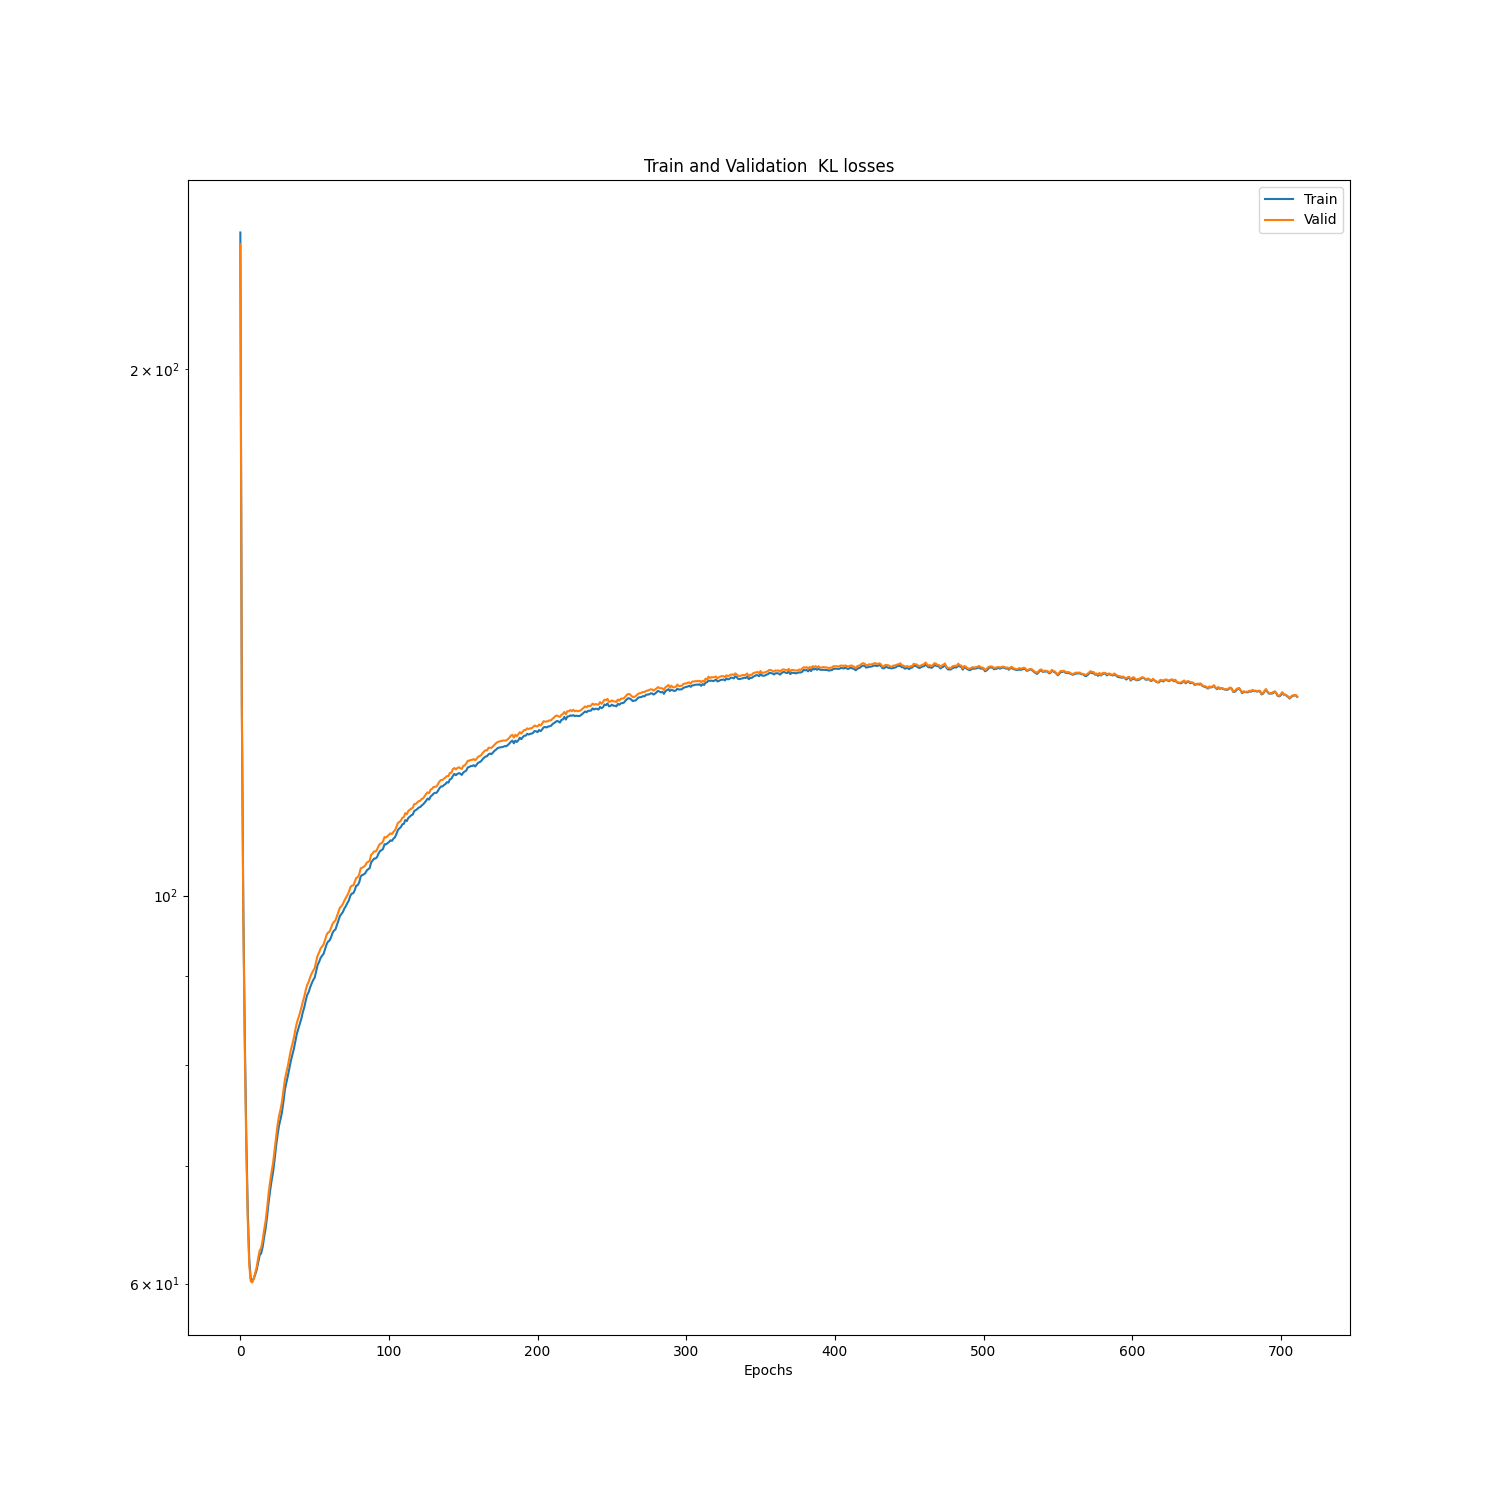 Train and Validation  KL losses
Train
Valid
2 × 10²
10²
6 × 10¹
0 100 200 300 400 500 600 700
Epochs